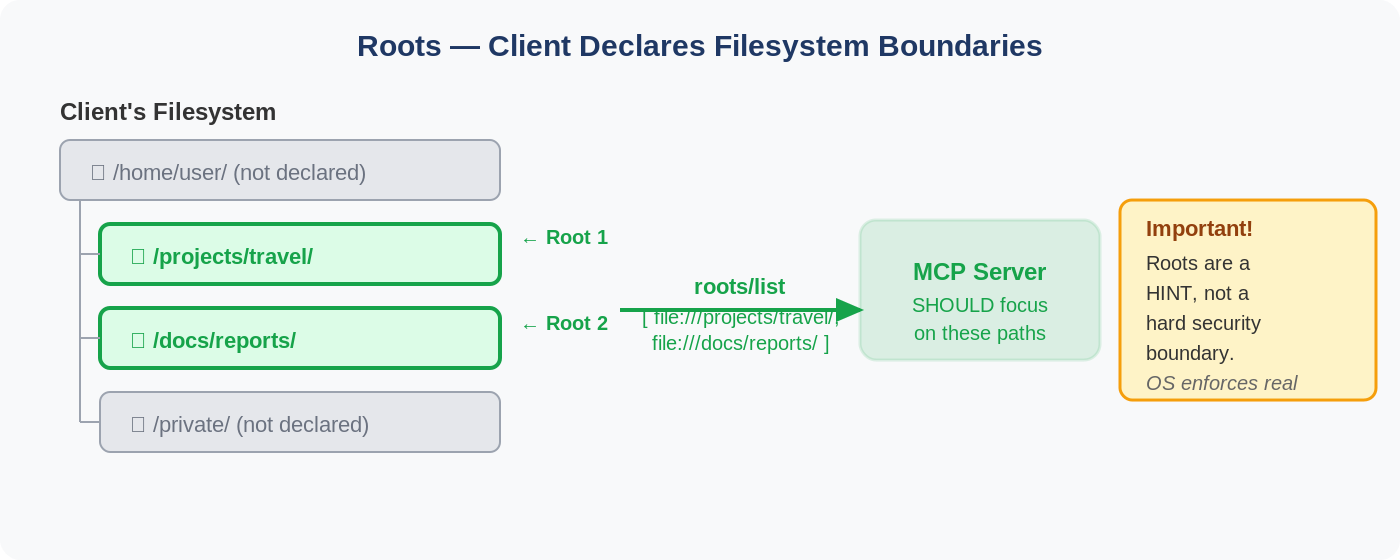 Roots — Client Declares Filesystem Boundaries
Client's Filesystem
/home/user/ (not declared)
/projects/travel/
← Root 1
/docs/reports/
← Root 2
/private/ (not declared)
roots/list
[ file:///projects/travel/,
file:///docs/reports/ ]
MCP Server
SHOULD focus
on these paths
Important!
Roots are a
HINT, not a
hard security
boundary.
OS enforces real